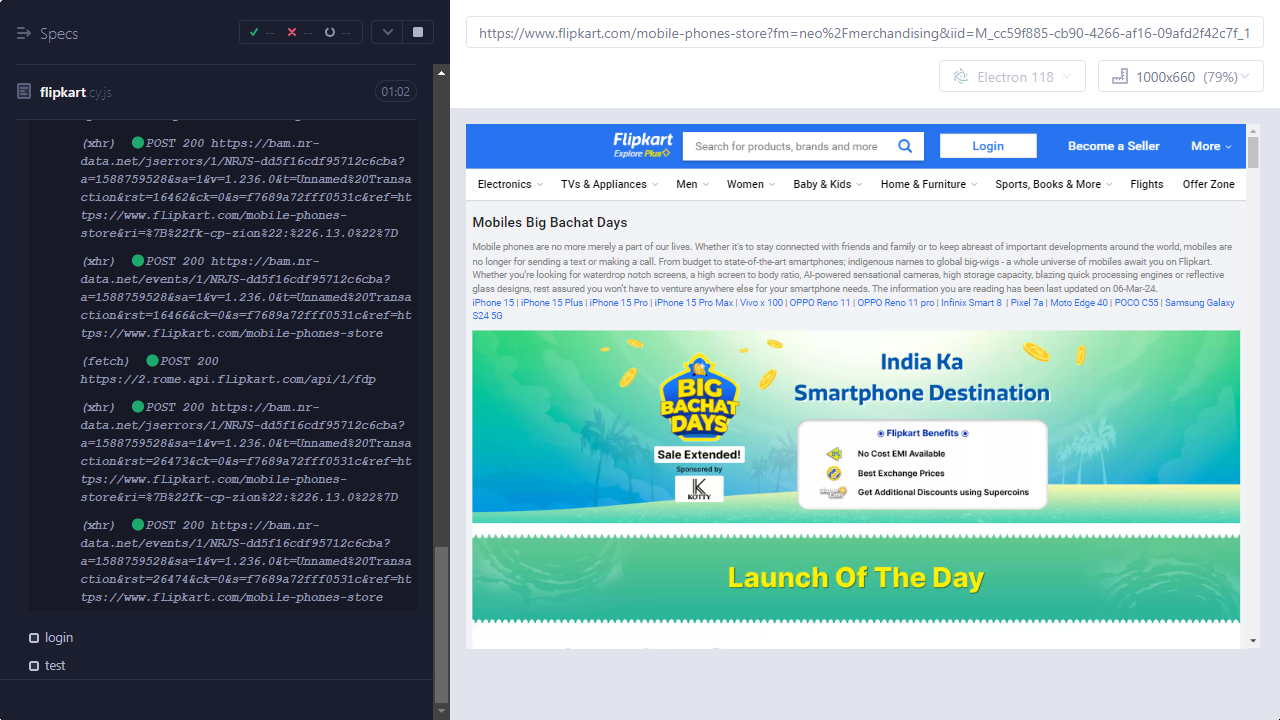 Specs
-- -- --
flipkart.cy.js
01:02
(xhr) POST 200 https://bam.nr-
data.net/jserrors/1/NRJS-dd5f16cdf95712c6cba?
a=1588759528&sa=1&v=1.236.0&t=Unnamed%20Transa
ction&rst=16462&ck=0&s=f7689a72fff0531c&ref=ht
tps://www.flipkart.com/mobile-phones-
store&ri=%7B%22fk-cp-zion%22:%226.13.0%22%7D
(xhr) POST 200 https://bam.nr-
data.net/events/1/NRJS-dd5f16cdf95712c6cba?
a=1588759528&sa=1&v=1.236.0&t=Unnamed%20Transa
ction&rst=16466&ck=0&s=f7689a72fff0531c&ref=ht
tps://www.flipkart.com/mobile-phones-store
(fetch) POST 200
https://2.rome.api.flipkart.com/api/1/fdp
(xhr) POST 200 https://bam.nr-
data.net/jserrors/1/NRJS-dd5f16cdf95712c6cba?
a=1588759528&sa=1&v=1.236.0&t=Unnamed%20Transa
ction&rst=26473&ck=0&s=f7689a72fff0531c&ref=ht
tps://www.flipkart.com/mobile-phones-
store&ri=%7B%22fk-cp-zion%22:%226.13.0%22%7D
(xhr) POST 200 https://bam.nr-
data.net/events/1/NRJS-dd5f16cdf95712c6cba?
a=1588759528&sa=1&v=1.236.0&t=Unnamed%20Transa
ction&rst=26474&ck=0&s=f7689a72fff0531c&ref=ht
tps://www.flipkart.com/mobile-phones-store
login
test
https://www.flipkart.com/mobile-phones-store?fm=neo%2Fmerchandising&iid=M_cc59f885-cb90-4266-af16-09afd2f42c7f_1
Electron 118
1000x660 (79%)
Flipkart
Explore Plus
Search for products, brands and more
Login
Become a Seller
More
Electronics TVs & Appliances Men Women Baby & Kids Home & Furniture Sports, Books & More Flights Offer Zone
Mobiles Big Bachat Days
Mobile phones are no more merely a part of our lives. Whether it's to stay connected with friends and family or to keep abreast of important developments around the world, mobiles are
no longer for sending a text or making a call. From budget to state-of-the-art smartphones; indigenous names to global big-wigs - a whole universe of mobiles await you on Flipkart.
Whether you're looking for waterdrop notch screens, a high screen to body ratio, AI-powered sensational cameras, high storage capacity, blazing quick processing engines or reflective
glass designs, rest assured you won't have to venture anywhere else for your smartphone needs. The information you are reading has been last updated on 06-Mar-24.
iPhone 15 | iPhone 15 Plus | iPhone 15 Pro | iPhone 15 Pro Max | Vivo x 100 | OPPO Reno 11 | OPPO Reno 11 pro | Infinix Smart 8 | Pixel 7a | Moto Edge 40 | POCO C55 | Samsung Galaxy
S24 5G
BIG
BACHAT
DAYS
Sale Extended!
Sponsored by
K
KOTTY
India Ka
Smartphone Destination
Flipkart Benefits
No Cost EMI Available
Best Exchange Prices
Get Additional Discounts using Supercoins
Launch Of The Day